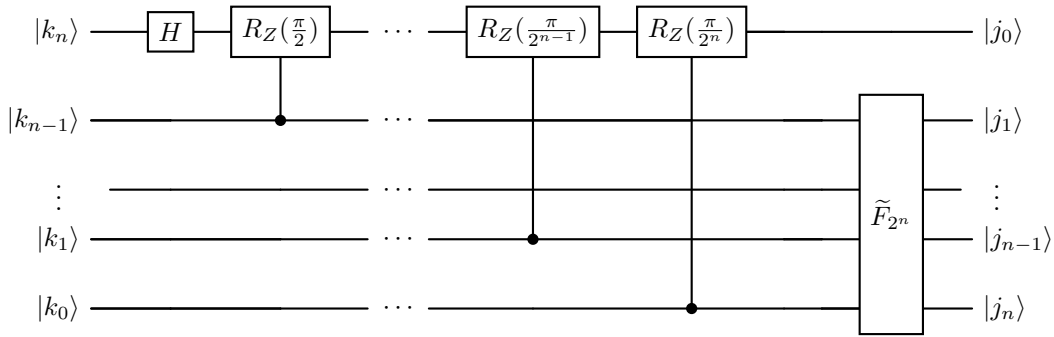 |k_n⟩ H R_Z(π/2) ⋯ R_Z(π/2^{n−1}) R_Z(π/2^n) |j_0⟩
|k_{n−1}⟩ ⋯ |j_1⟩
⋮ ⋯ ⋮
F̃_{2^n}
|k_1⟩ ⋯ |j_{n−1}⟩
|k_0⟩ ⋯ |j_n⟩